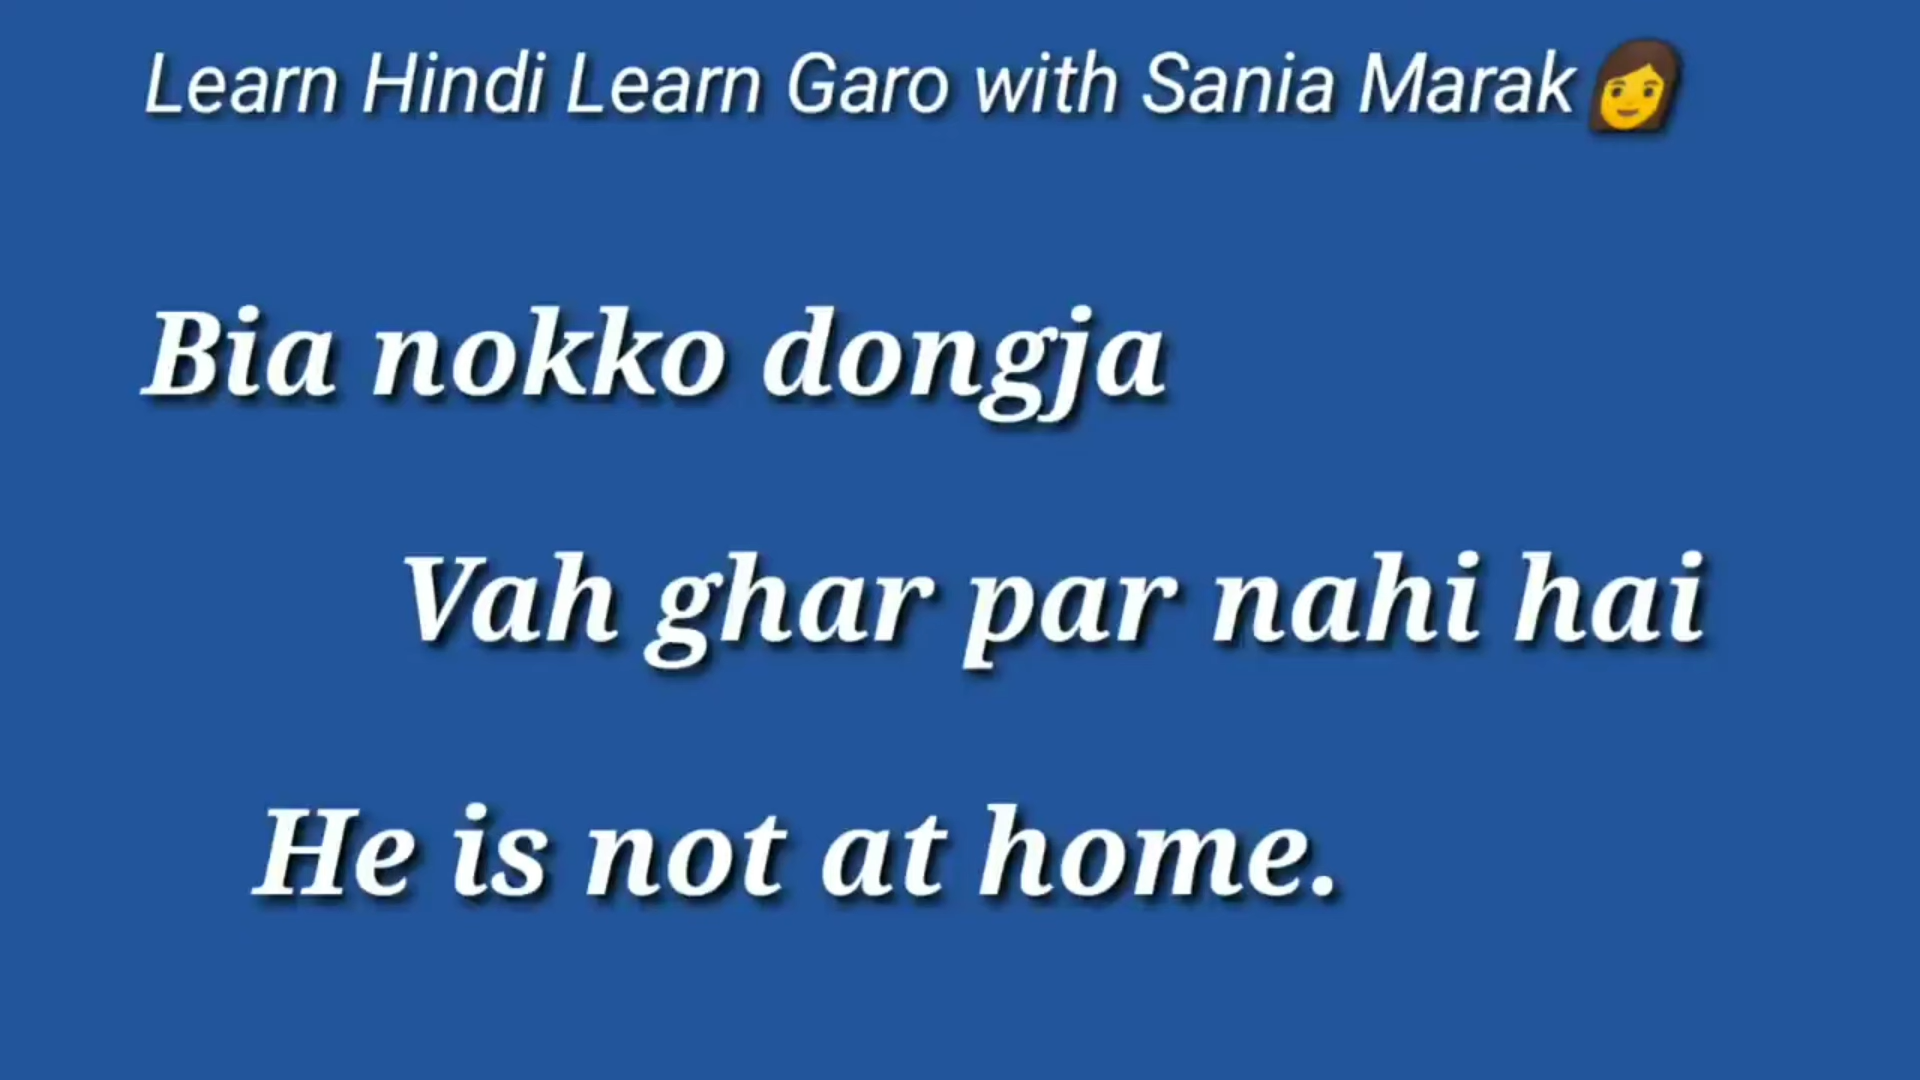 Learn Hindi Learn Garo with Sania Marak
Bia nokko dongja
Vah ghar par nahi hai
He is not at home.